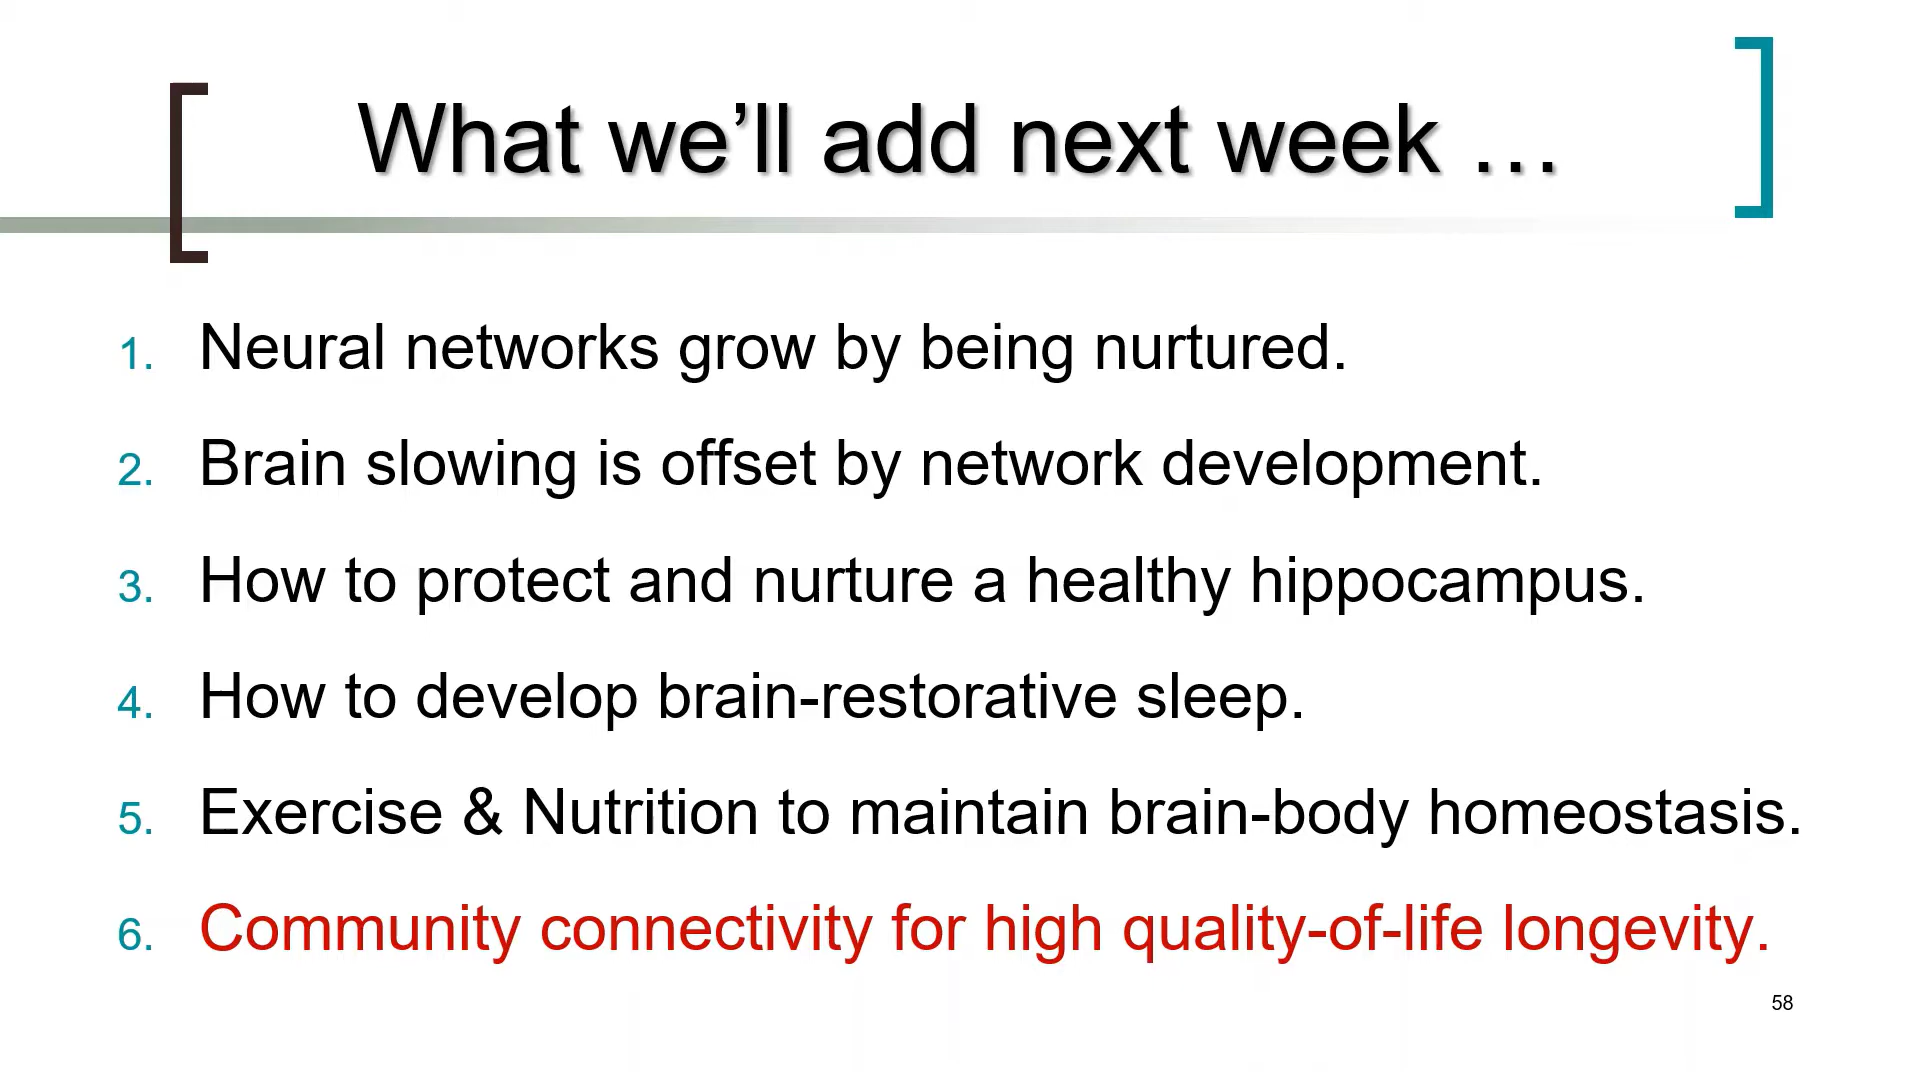 What we’ll add next week …
1. Neural networks grow by being nurtured.
2. Brain slowing is offset by network development.
3. How to protect and nurture a healthy hippocampus.
4. How to develop brain-restorative sleep.
5. Exercise & Nutrition to maintain brain-body homeostasis.
6. Community connectivity for high quality-of-life longevity.
58